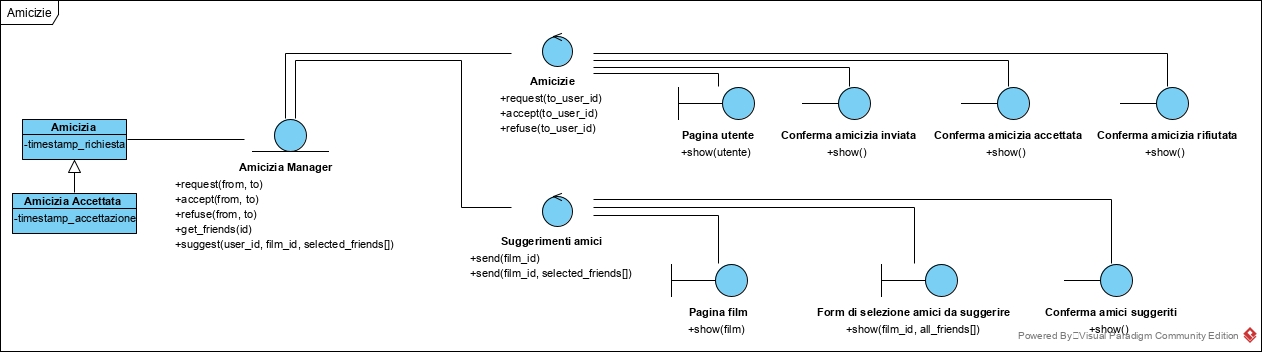 Amicizie
Amicizia
-timestamp_richiesta
Amicizia Accettata
-timestamp_accettazione
Amicizia Manager
+request(from, to)
+accept(from, to)
+refuse(from, to)
+get_friends(id)
+suggest(user_id, film_id, selected_friends[])
Amicizie
+request(to_user_id)
+accept(to_user_id)
+refuse(to_user_id)
Pagina utente
+show(utente)
Conferma amicizia inviata
+show()
Conferma amicizia accettata
+show()
Conferma amicizia rifiutata
+show()
Suggerimenti amici
+send(film_id)
+send(film_id, selected_friends[])
Pagina film
+show(film)
Form di selezione amici da suggerire
+show(film_id, all_friends[])
Conferma amici suggeriti
+show()
Powered By Visual Paradigm Community Edition